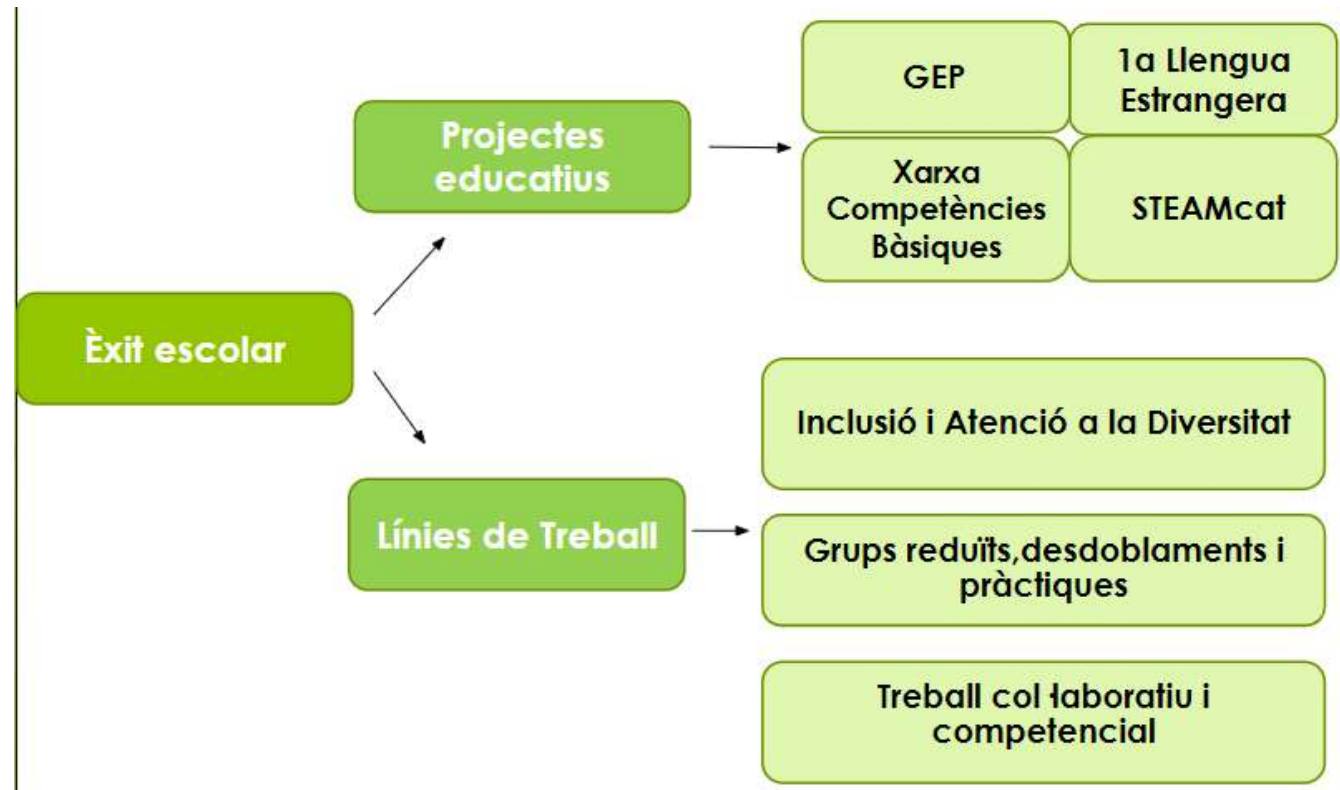 Èxit escolar
Projectes
educatius
GEP
1a Llengua
Estrangera
Xarxa
Competències
Bàsiques
STEAMcat
Línies de Treball
Inclusió i Atenció a la Diversitat
Grups reduïts,desdoblaments i
pràctiques
Treball col·laboratiu i
competencial